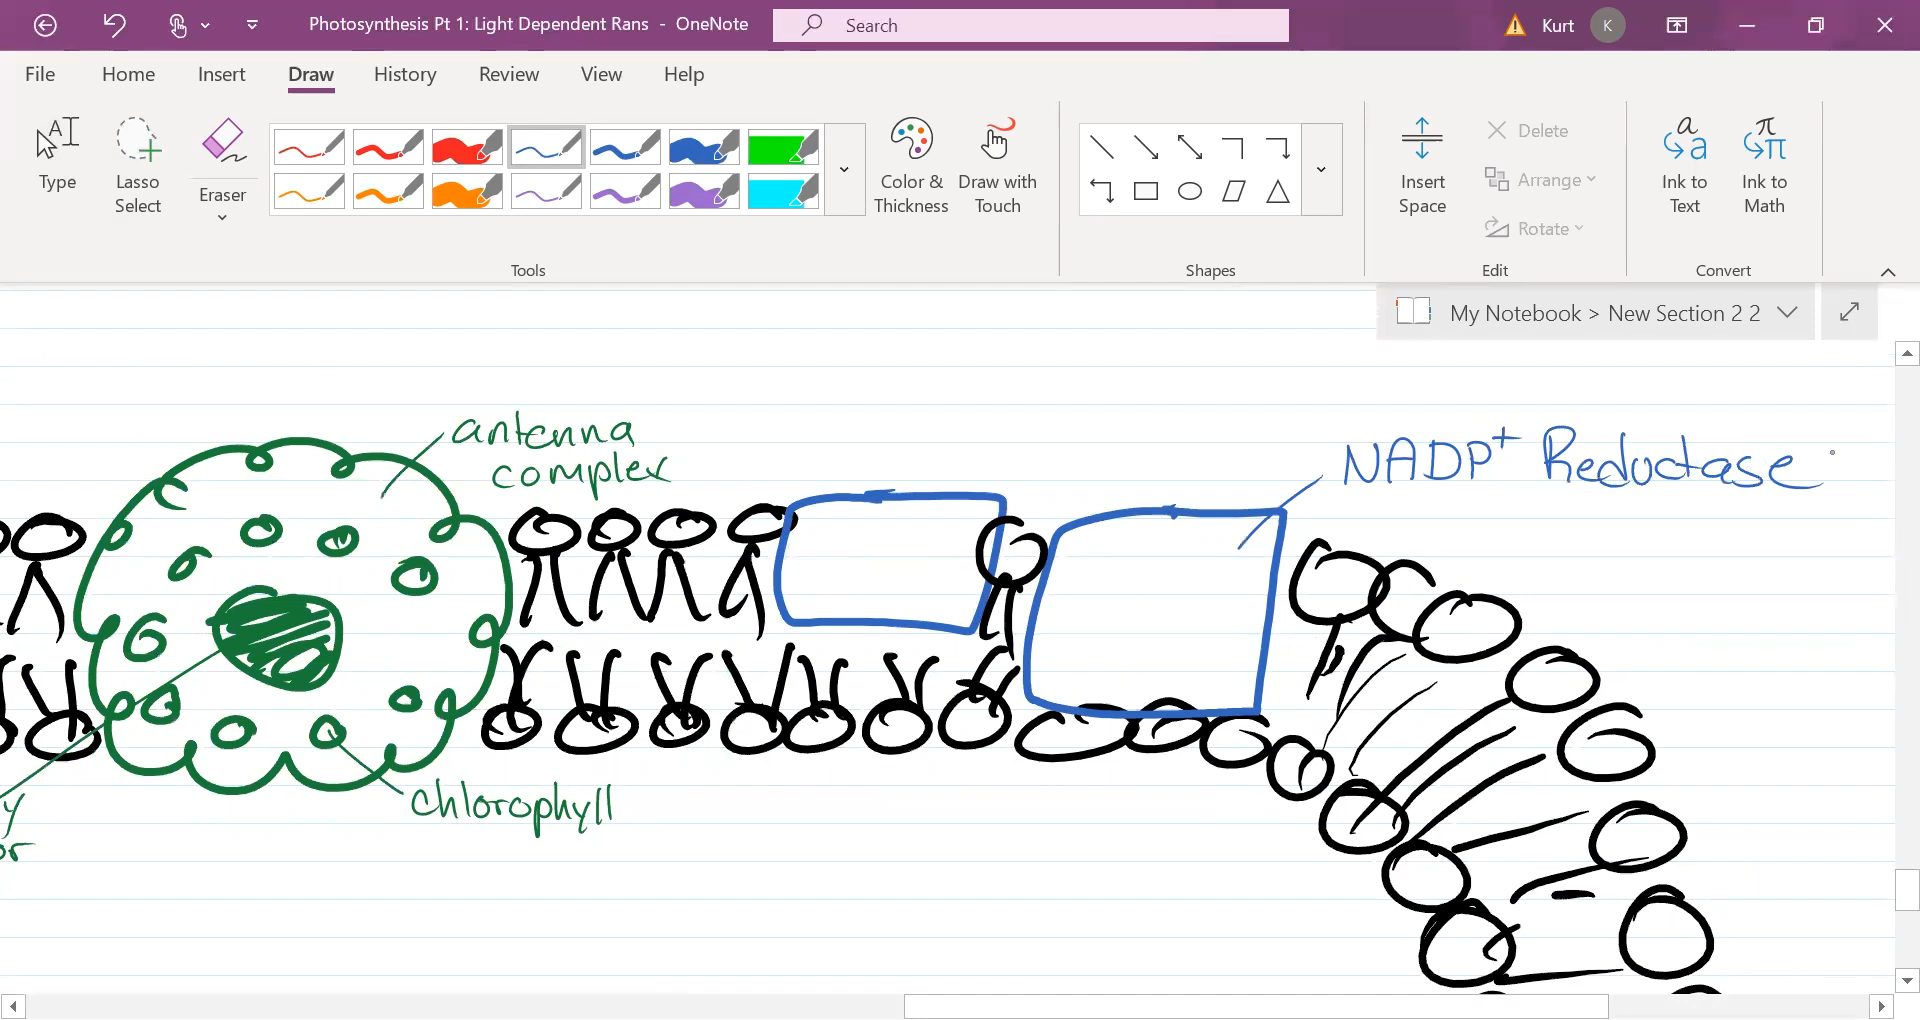 Photosynthesis Pt 1: Light Dependent Rxns - OneNote
Search
Kurt
K
File Home Insert Draw History Review View Help
Type
Lasso Select
Eraser
Color & Thickness
Draw with Touch
Insert Space
Delete
Arrange
Rotate
Ink to Text
Ink to Math
Tools
Shapes
Edit
Convert
My Notebook > New Section 2 2
antenna
complex
NADP+ Reductase
chlorophyll
y
or